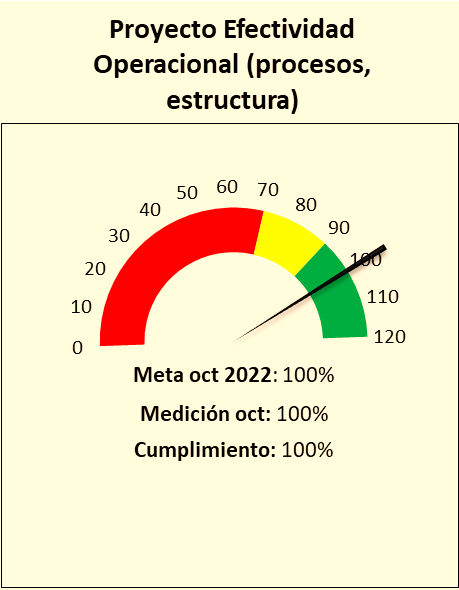 Proyecto Efectividad
Operacional (procesos,
estructura)
0
10
20
30
40
50
60
70
80
90
100
110
120
Meta oct 2022: 100%
Medición oct: 100%
Cumplimiento: 100%